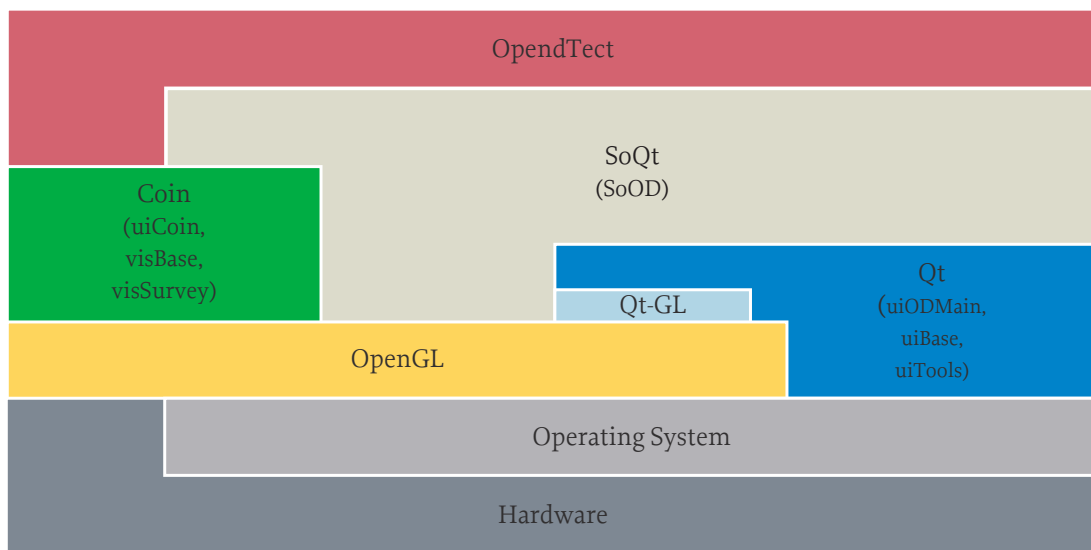 OpendTect
SoQt
(SoOD)
Coin
(uiCoin,
visBase,
visSurvey)
Qt
(uiODMain,
uiBase,
uiTools)
Qt-GL
OpenGL
Operating System
Hardware